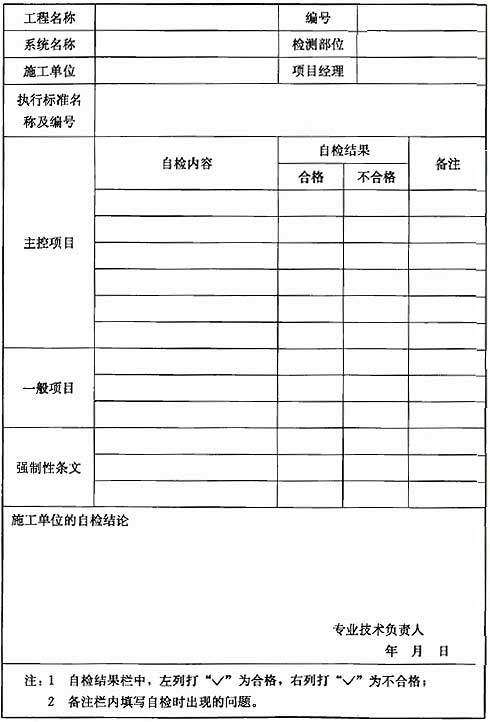 工程名称 编号
系统名称 检测部位
施工单位 项目经理
执行标准名
称及编号
自检内容 自检结果 备注
合格 不合格
主控项目
一般项目
强制性条文
施工单位的自检结论
专业技术负责人
年 月 日
注：1 自检结果栏中，左列打“✓”为合格，右列打“✓”为不合格；
2 备注栏内填写自检时出现的问题。